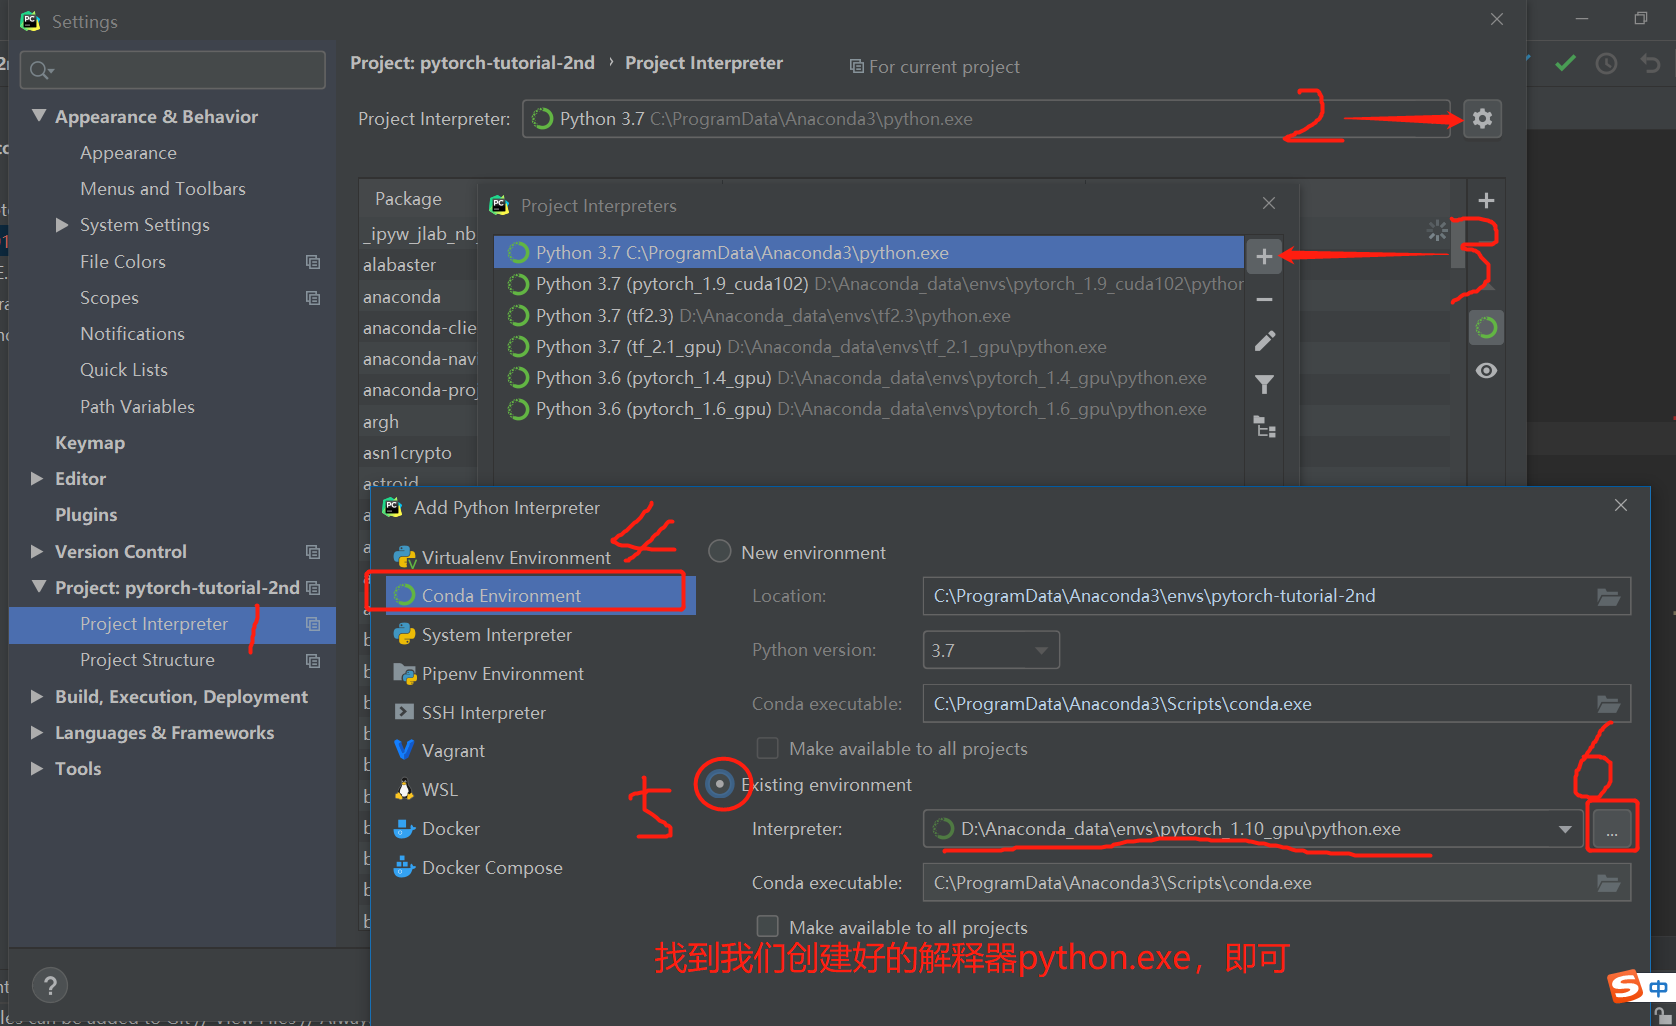 Settings
Project: pytorch-tutorial-2nd › Project Interpreter
For current project
Project Interpreter: Python 3.7 C:\ProgramData\Anaconda3\python.exe
2
Appearance & Behavior
Appearance
Menus and Toolbars
System Settings
File Colors
Scopes
Notifications
Quick Lists
Path Variables
Keymap
Editor
Plugins
Version Control
Project: pytorch-tutorial-2nd
Project Interpreter
1
Project Structure
Build, Execution, Deployment
Languages & Frameworks
Tools
?
Package
_ipyw_jlab_nb_
alabaster
anaconda
anaconda-clie
anaconda-nav
anaconda-proj
argh
asn1crypto
astroid
Project Interpreters
Python 3.7 C:\ProgramData\Anaconda3\python.exe
3
Python 3.7 (pytorch_1.9_cuda102) D:\Anaconda_data\envs\pytorch_1.9_cuda102\python
Python 3.7 (tf2.3) D:\Anaconda_data\envs\tf2.3\python.exe
Python 3.7 (tf_2.1_gpu) D:\Anaconda_data\envs\tf_2.1_gpu\python.exe
Python 3.6 (pytorch_1.4_gpu) D:\Anaconda_data\envs\pytorch_1.4_gpu\python.exe
Python 3.6 (pytorch_1.6_gpu) D:\Anaconda_data\envs\pytorch_1.6_gpu\python.exe
Add Python Interpreter
4
Virtualenv Environment
Conda Environment
System Interpreter
Pipenv Environment
SSH Interpreter
Vagrant
WSL
Docker
Docker Compose
New environment
Location: C:\ProgramData\Anaconda3\envs\pytorch-tutorial-2nd
Python version: 3.7
Conda executable: C:\ProgramData\Anaconda3\Scripts\conda.exe
Make available to all projects
5
Existing environment
6
Interpreter: D:\Anaconda_data\envs\pytorch_1.10_gpu\python.exe
...
Conda executable: C:\ProgramData\Anaconda3\Scripts\conda.exe
Make available to all projects
找到我们创建好的解释器python.exe，即可
中